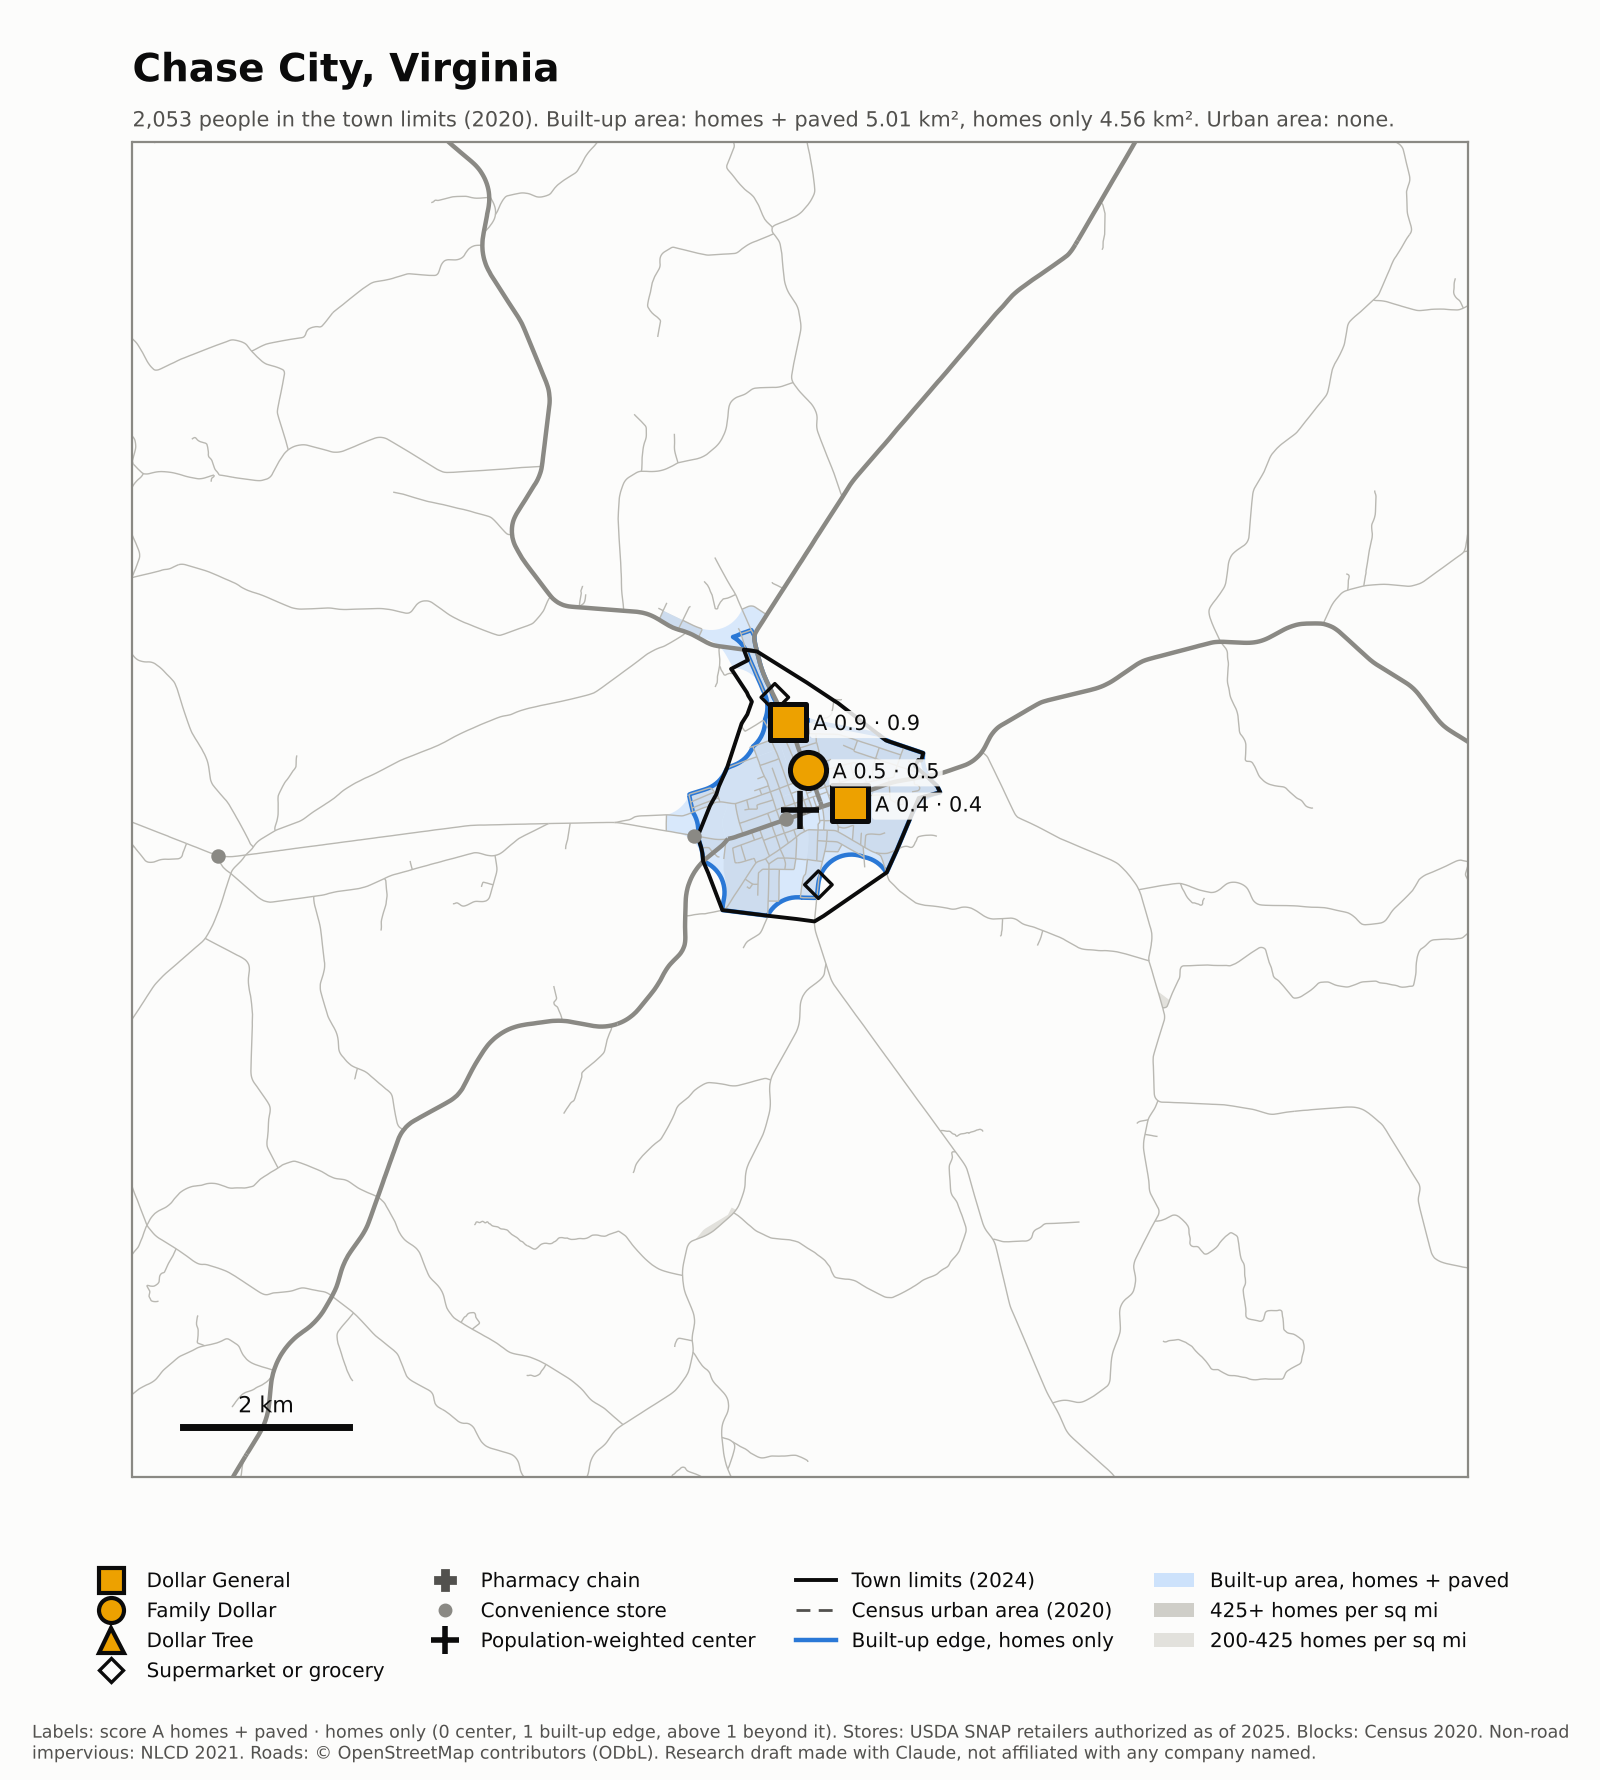 Chase City, Virginia
2,053 people in the town limits (2020). Built-up area: homes + paved 5.01 km², homes only 4.56 km². Urban area: none.
A 0.9 · 0.9
A 0.5 · 0.5
A 0.4 · 0.4
2 km
Dollar General
Family Dollar
Dollar Tree
Supermarket or grocery
Pharmacy chain
Convenience store
Population-weighted center
Town limits (2024)
Census urban area (2020)
Built-up edge, homes only
Built-up area, homes + paved
425+ homes per sq mi
200-425 homes per sq mi
Labels: score A homes + paved · homes only (0 center, 1 built-up edge, above 1 beyond it). Stores: USDA SNAP retailers authorized as of 2025. Blocks: Census 2020. Non-road
impervious: NLCD 2021. Roads: © OpenStreetMap contributors (ODbL). Research draft made with Claude, not affiliated with any company named.